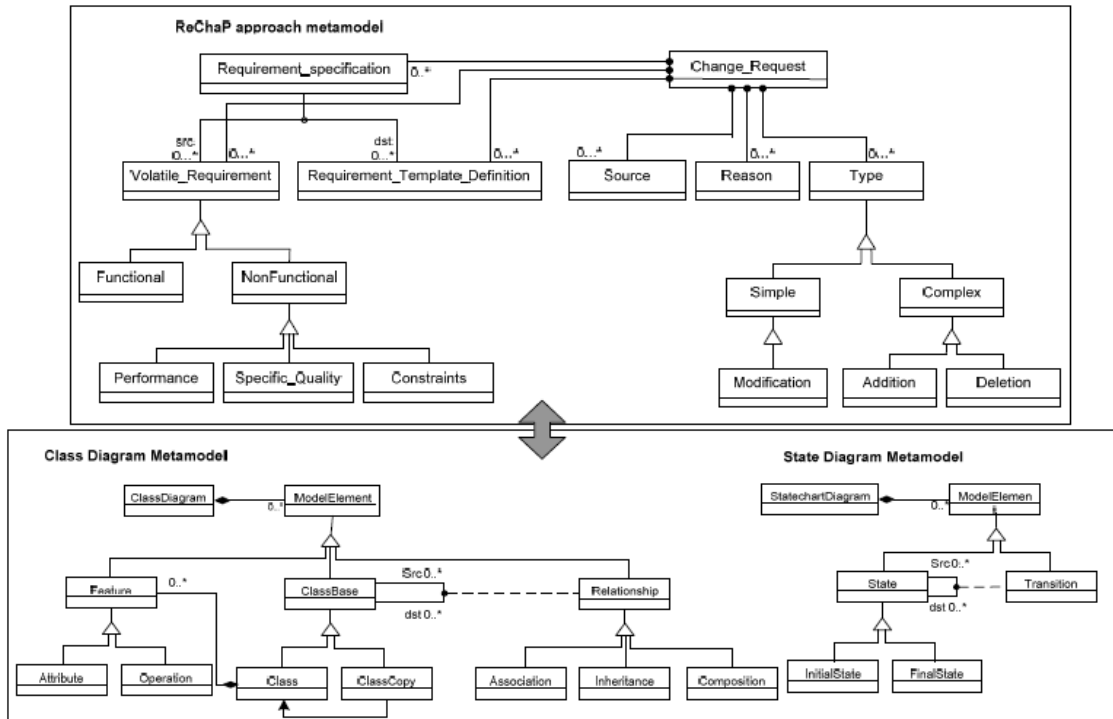 ReChaP approach metamodel
Requirement_specification
Change_Request
0..*
src
dst
0...*
0...*
0...*
0...*
0...*
0...*
0...*
Volatile_Requirement
Requirement_Template_Definition
Source
Reason
Type
Functional
NonFunctional
Simple
Complex
Performance
Specific_Quality
Constraints
Modification
Addition
Deletion
Class Diagram Metamodel
State Diagram Metamodel
ClassDiagram
ModelElement
0..*
StatechartDiagram
ModelElemen
t
0..*
Feature
0..*
ClassBase
Src 0..*
dst 0..*
Relationship
State
Src 0..*
dst 0..*
Transition
Attribute
Operation
Class
ClassCopy
Association
Inheritance
Composition
InitialState
FinalState